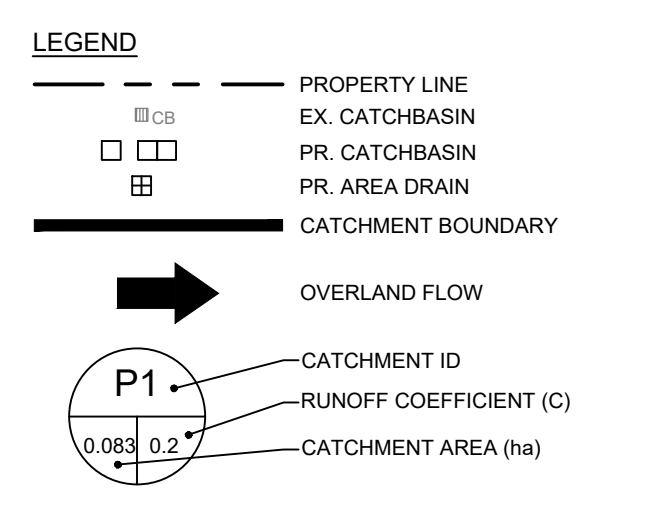 LEGEND
PROPERTY LINE
CB EX. CATCHBASIN
PR. CATCHBASIN
PR. AREA DRAIN
CATCHMENT BOUNDARY
OVERLAND FLOW
CATCHMENT ID
P1
RUNOFF COEFFICIENT (C)
0.083 0.2
CATCHMENT AREA (ha)